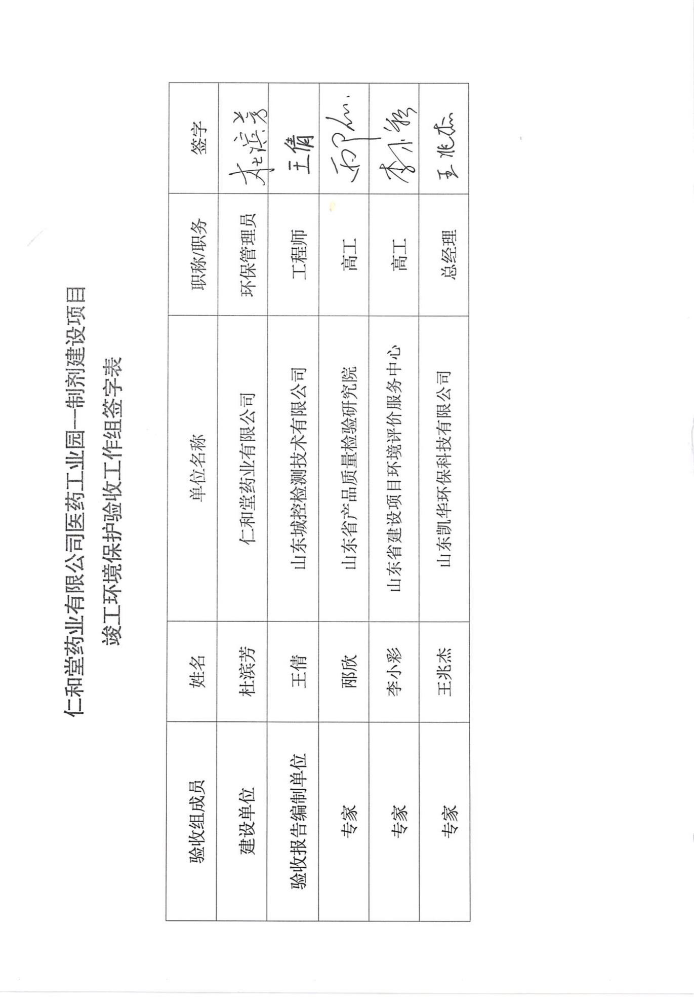 仁和堂药业有限公司医药工业园--制剂建设项目
竣工环境保护验收工作组签字表
验收组成员 姓名 单位名称 职称/职务 签字
建设单位 杜滨芳 仁和堂药业有限公司 环保管理员 杜滨芳
验收报告编制单位 王倩 山东城控检测技术有限公司 工程师 王倩
专家 邴欣 山东省产品质量检验研究院 高工 邴欣
专家 李小彩 山东省建设项目环境评价服务中心 高工 李小彩
专家 王兆杰 山东凯华环保科技有限公司 总经理 王兆杰